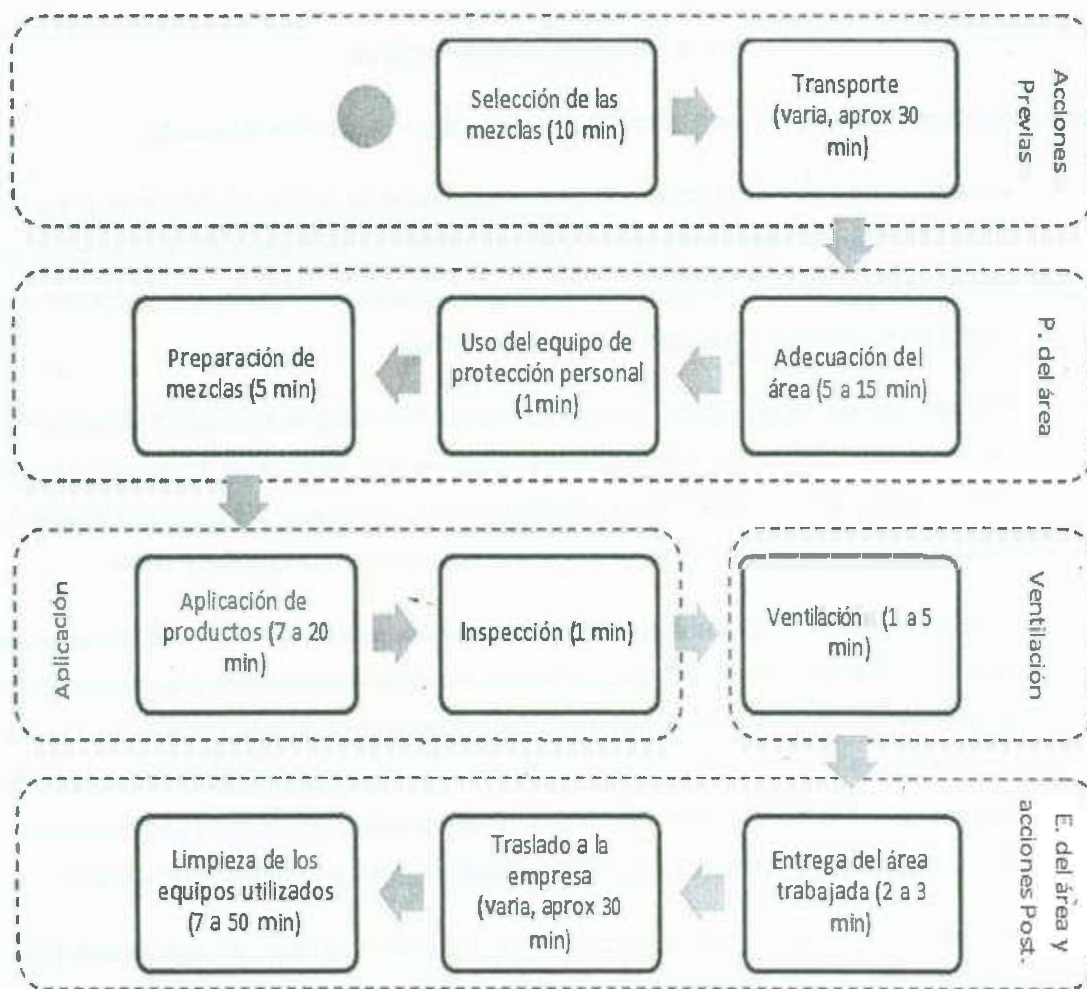 Selección de las
mezclas (10 min)
Transporte
(varia, aprox 30
min)
Acciones
Previas
Adecuación del
área (5 a 15 min)
Uso del equipo de
protección personal
(1min)
Preparación de
mezclas (5 min)
P. del área
Aplicación
Aplicación de
productos (7 a 20
min)
Inspección (1 min)
Ventilación (1 a 5
min)
Ventilación
Entrega del área
trabajada (2 a 3
min)
Traslado a la
empresa
(varia, aprox 30
min)
Limpieza de los
equipos utilizados
(7 a 50 min)
E. del área y
acciones Post.